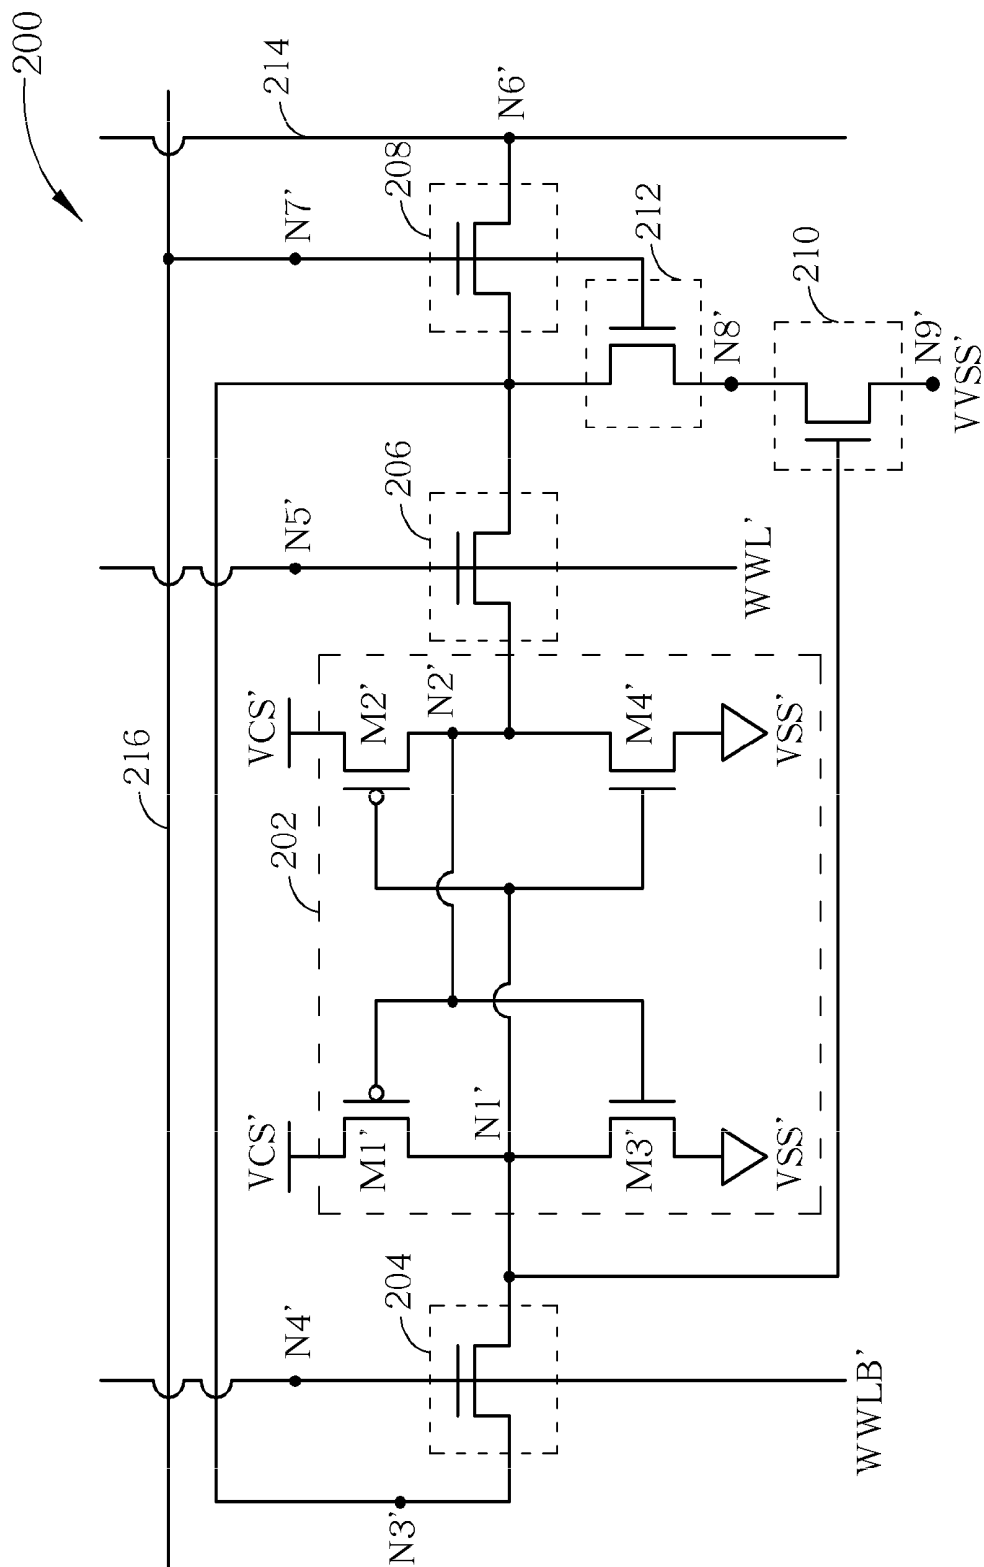 200
216
214
N7'
N6'
208
212
N8'
210
N9'
VVSS'
N5'
206
WWL'
202
VCS'
M2'
N2'
M4'
VSS'
VCS'
M1'
N1'
M3'
VSS'
N4'
204
WWLB'
N3'